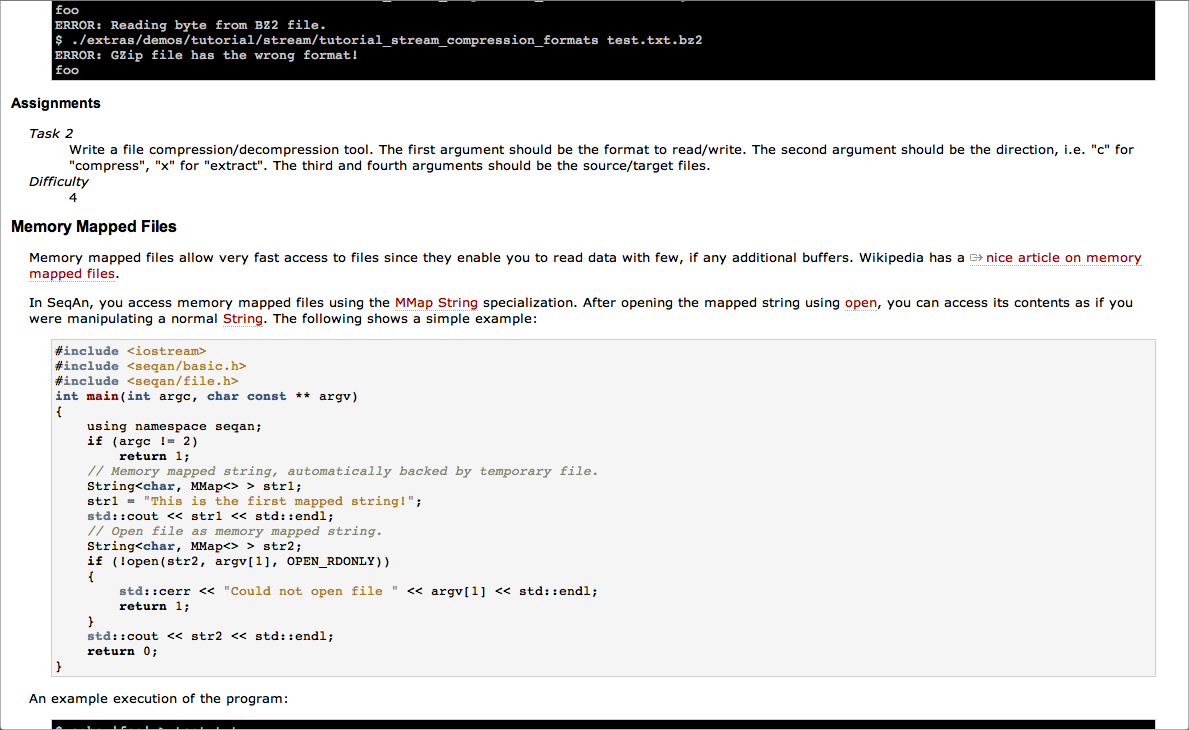 foo
ERROR: Reading byte from BZ2 file.
$ ./extras/demos/tutorial/stream/tutorial_stream_compression_formats test.txt.bz2
ERROR: GZip file has the wrong format!
foo
Assignments
Task 2
Write a file compression/decompression tool. The first argument should be the format to read/write. The second argument should be the direction, i.e. "c" for
"compress", "x" for "extract". The third and fourth arguments should be the source/target files.
Difficulty
4
Memory Mapped Files
Memory mapped files allow very fast access to files since they enable you to read data with few, if any additional buffers. Wikipedia has a nice article on memory
mapped files.
In SeqAn, you access memory mapped files using the MMap String specialization. After opening the mapped string using open, you can access its contents as if you
were manipulating a normal String. The following shows a simple example:
#include <iostream>
#include <seqan/basic.h>
#include <seqan/file.h>
int main(int argc, char const ** argv)
{
    using namespace seqan;
    if (argc != 2)
        return 1;
    // Memory mapped string, automatically backed by temporary file.
    String<char, MMap<> > str1;
    str1 = "This is the first mapped string!";
    std::cout << str1 << std::endl;
    // Open file as memory mapped string.
    String<char, MMap<> > str2;
    if (!open(str2, argv[1], OPEN_RDONLY))
    {
        std::cerr << "Could not open file " << argv[1] << std::endl;
        return 1;
    }
    std::cout << str2 << std::endl;
    return 0;
}
An example execution of the program: